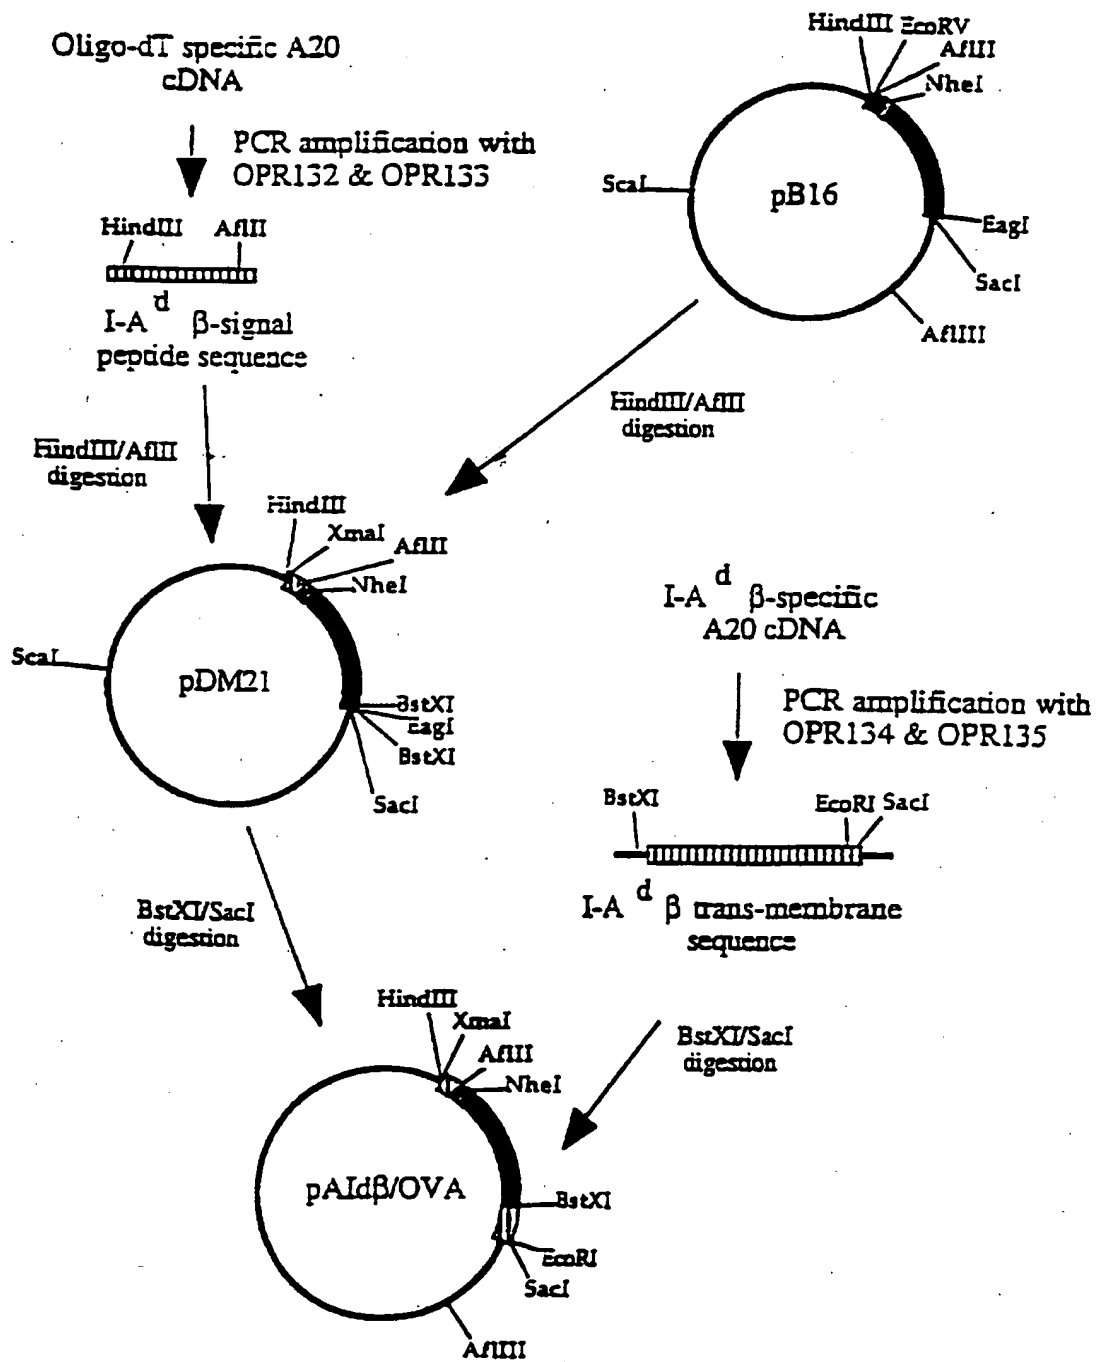 Oligo-dT specific A20
cDNA
PCR amplification with
OPR132 & OPR133
HindIII AflII
I-A d β-signal
peptide sequence
HindIII/AflII
digestion
HindIII EcoRV
AflII
NheI
ScaI
pB16
EagI
SacI
AflIII
HindIII/AflII
digestion
HindIII
XmaI
AflII
NheI
ScaI
pDM21
BstXI
EagI
BstXI
SacI
I-A d β-specific
A20 cDNA
PCR amplification with
OPR134 & OPR135
BstXI EcoRI SacI
I-A d β trans-membrane
sequence
BstXI/SacI
digestion
BstXI/SacI
digestion
HindIII
XmaI
AflII
NheI
pAIdβ/OVA
BstXI
EcoRI
SacI
AflIII